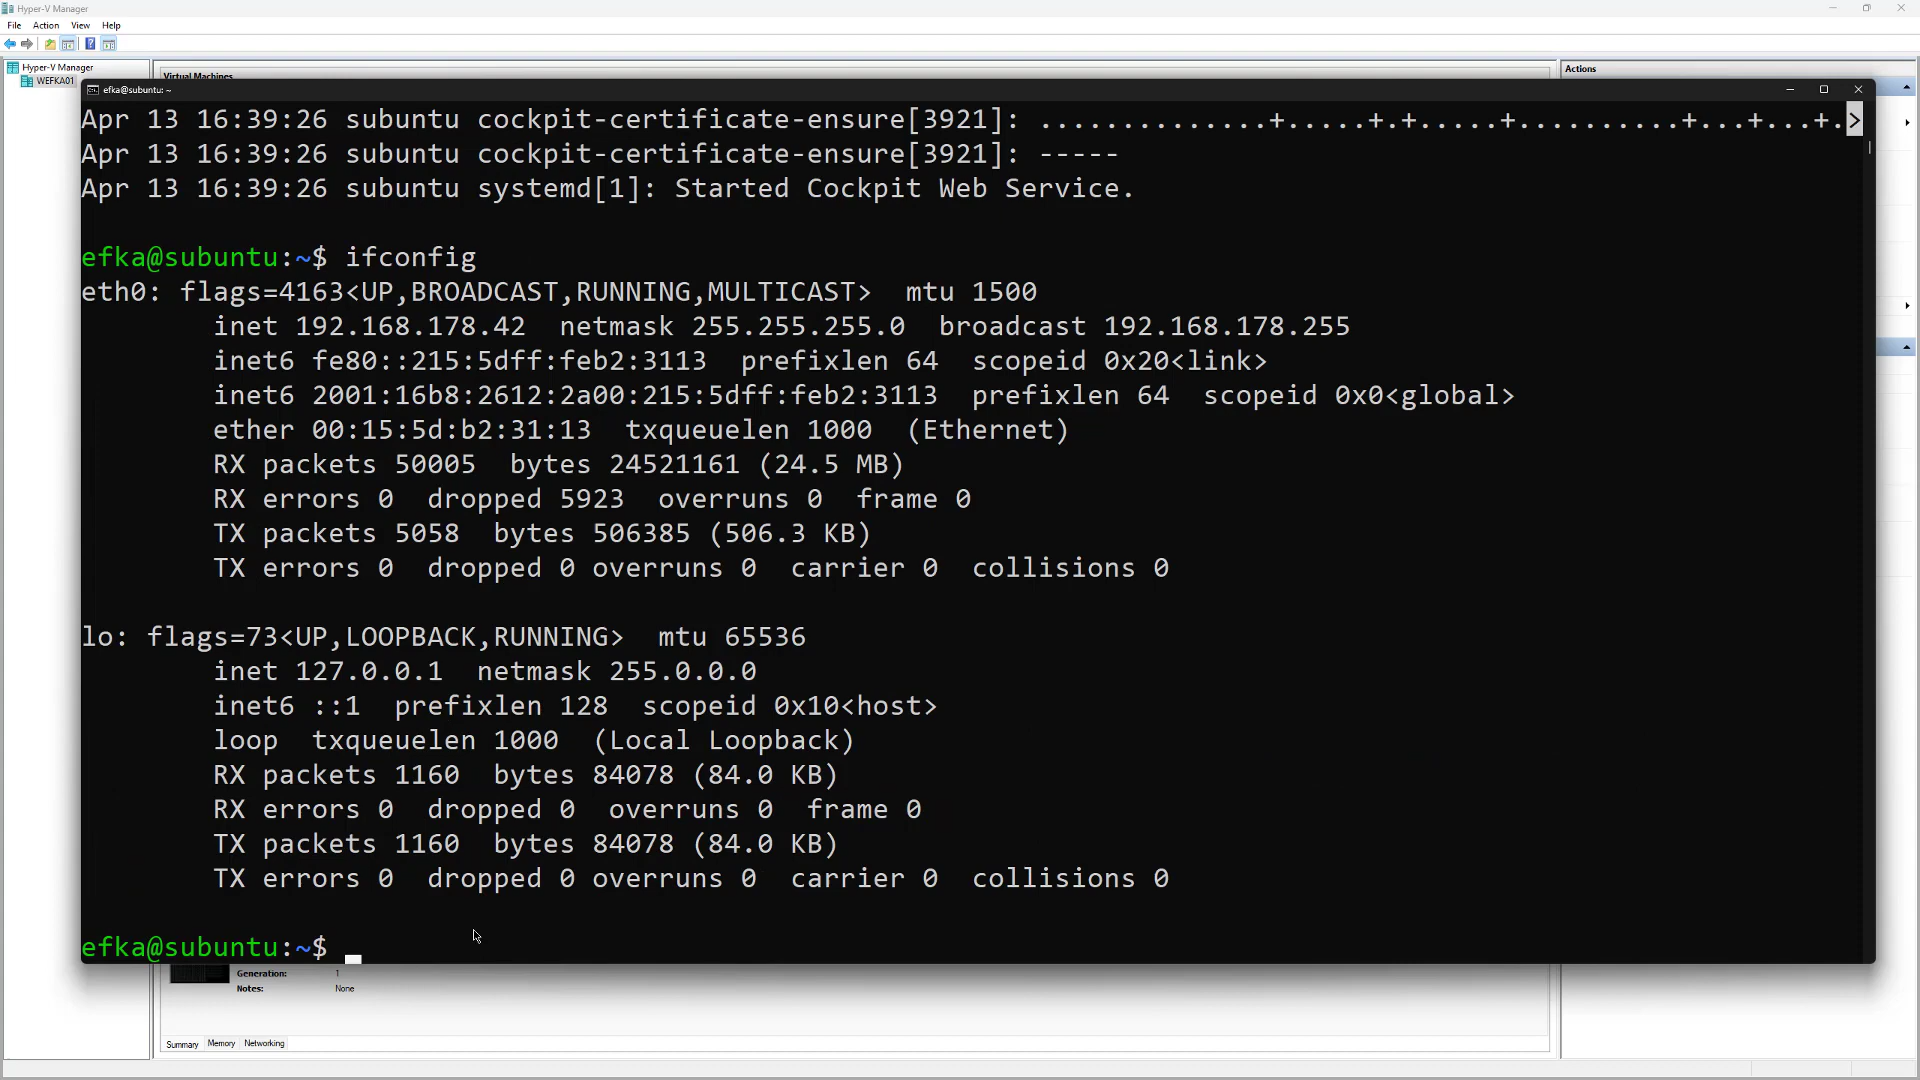 Hyper-V Manager
File Action View Help
Hyper-V Manager
WEFKA01
Virtual Machines
Actions
efka@subuntu: ~
Apr 13 16:39:26 subuntu cockpit-certificate-ensure[3921]: ..............+.....+.+.....+..........+...+...+.>
Apr 13 16:39:26 subuntu cockpit-certificate-ensure[3921]: -----
Apr 13 16:39:26 subuntu systemd[1]: Started Cockpit Web Service.
efka@subuntu:~$ ifconfig
eth0: flags=4163<UP,BROADCAST,RUNNING,MULTICAST>  mtu 1500
inet 192.168.178.42  netmask 255.255.255.0  broadcast 192.168.178.255
inet6 fe80::215:5dff:feb2:3113  prefixlen 64  scopeid 0x20<link>
inet6 2001:16b8:2612:2a00:215:5dff:feb2:3113  prefixlen 64  scopeid 0x0<global>
ether 00:15:5d:b2:31:13  txqueuelen 1000  (Ethernet)
RX packets 50005  bytes 24521161 (24.5 MB)
RX errors 0  dropped 5923  overruns 0  frame 0
TX packets 5058  bytes 506385 (506.3 KB)
TX errors 0  dropped 0 overruns 0  carrier 0  collisions 0
lo: flags=73<UP,LOOPBACK,RUNNING>  mtu 65536
inet 127.0.0.1  netmask 255.0.0.0
inet6 ::1  prefixlen 128  scopeid 0x10<host>
loop  txqueuelen 1000  (Local Loopback)
RX packets 1160  bytes 84078 (84.0 KB)
RX errors 0  dropped 0  overruns 0  frame 0
TX packets 1160  bytes 84078 (84.0 KB)
TX errors 0  dropped 0 overruns 0  carrier 0  collisions 0
efka@subuntu:~$
Generation: 1
Notes: None
Summary Memory Networking